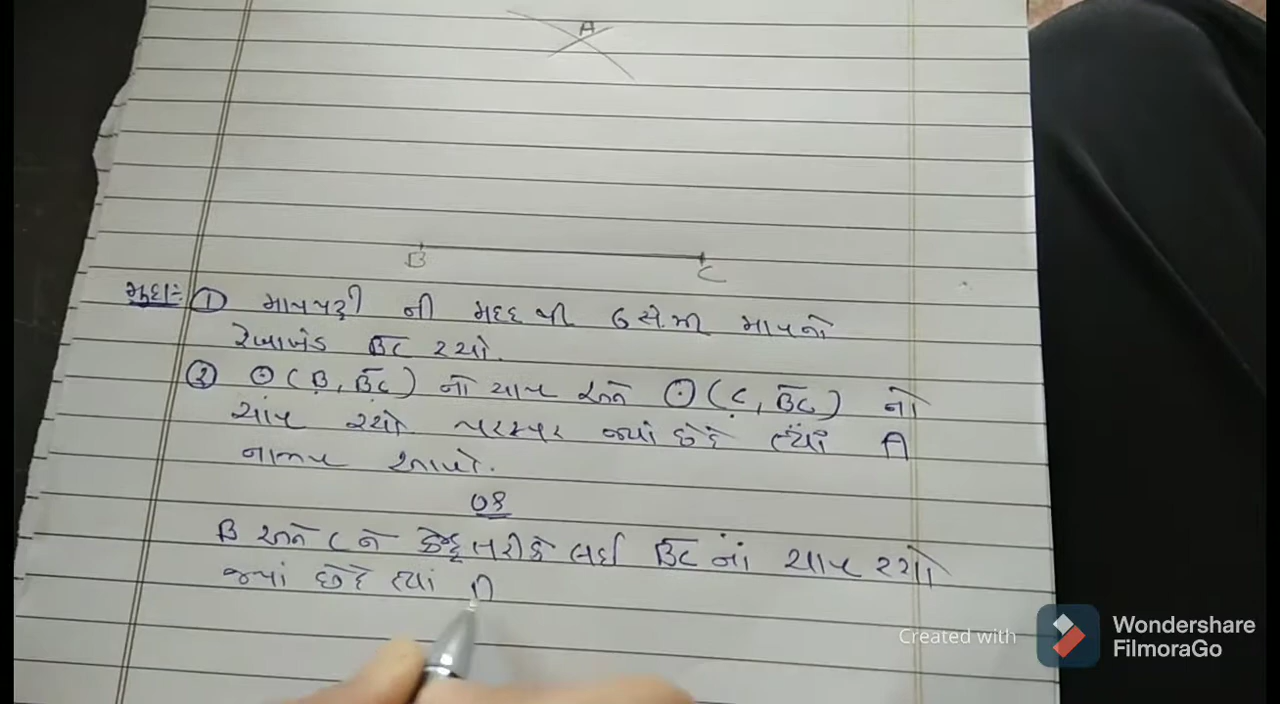 A
B
C
મુદ્દા:- ① માપપટ્ટી ની મદદ થી 6 સે.મી માપનો
રેખાખંડ BC રચો.
② ⊙(B, BC) નો ચાપ અને ⊙(C, BC) નો
ચાપ રચો પરસ્પર જ્યાં છેદે ત્યાં A
નામ આપો.
OR
B અને C ને કેન્દ્ર તરીકે લઈ BC નાં ચાપ રચો
જ્યાં છેદે ત્યાં A
Created with
Wondershare
FilmoraGo